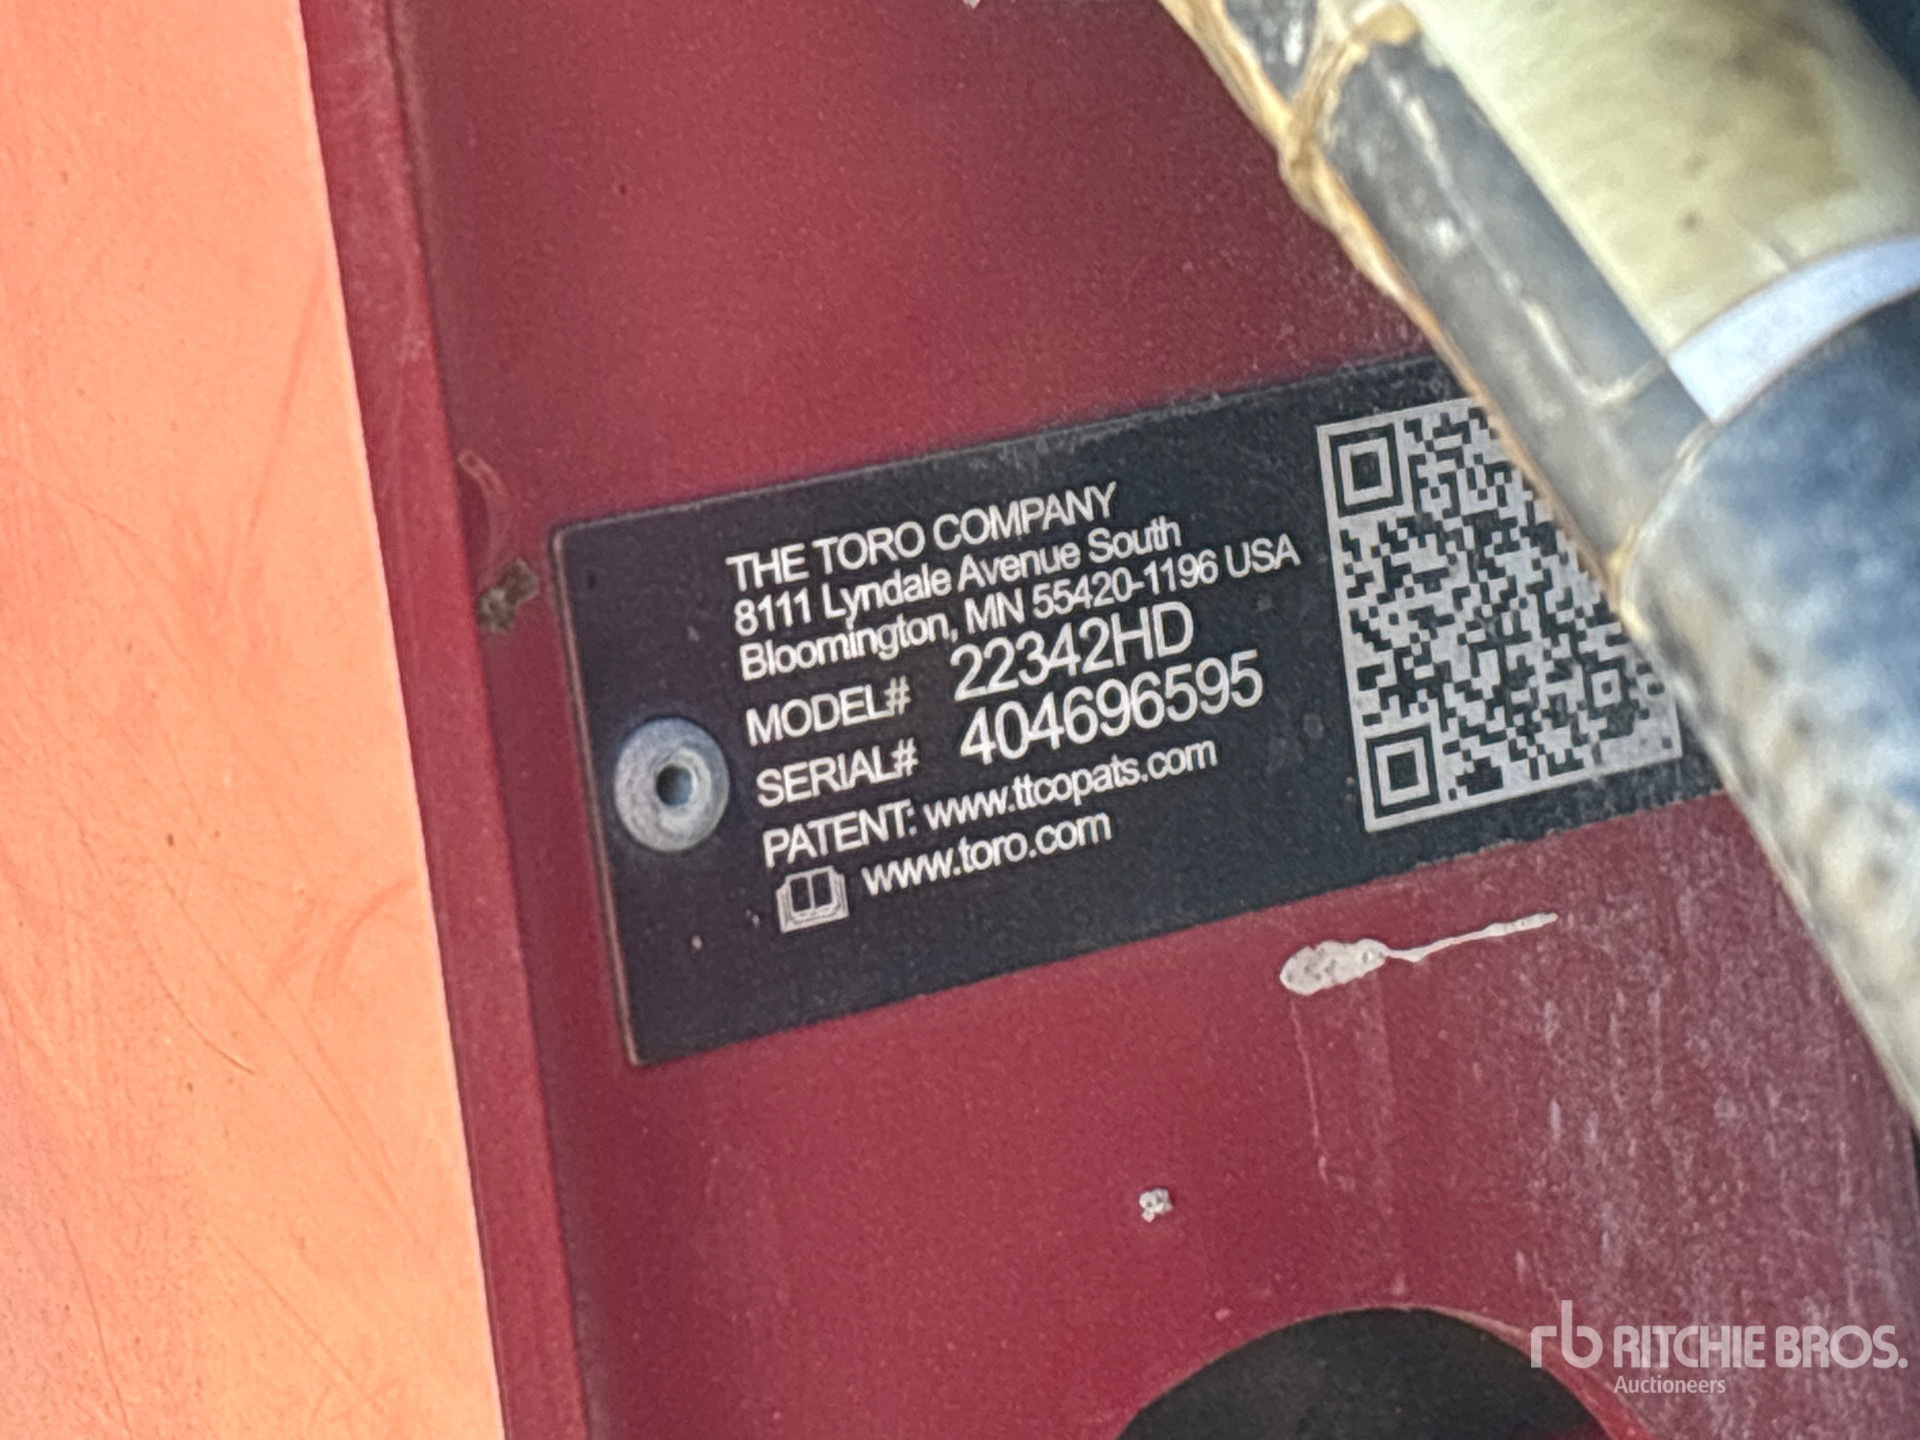 THE TORO COMPANY
8111 Lyndale Avenue South
Bloomington, MN 55420-1196 USA
MODEL# 22342HD
SERIAL# 404696595
PATENT: www.ttcopats.com
www.toro.com
rb RITCHIE BROS.
Auctioneers